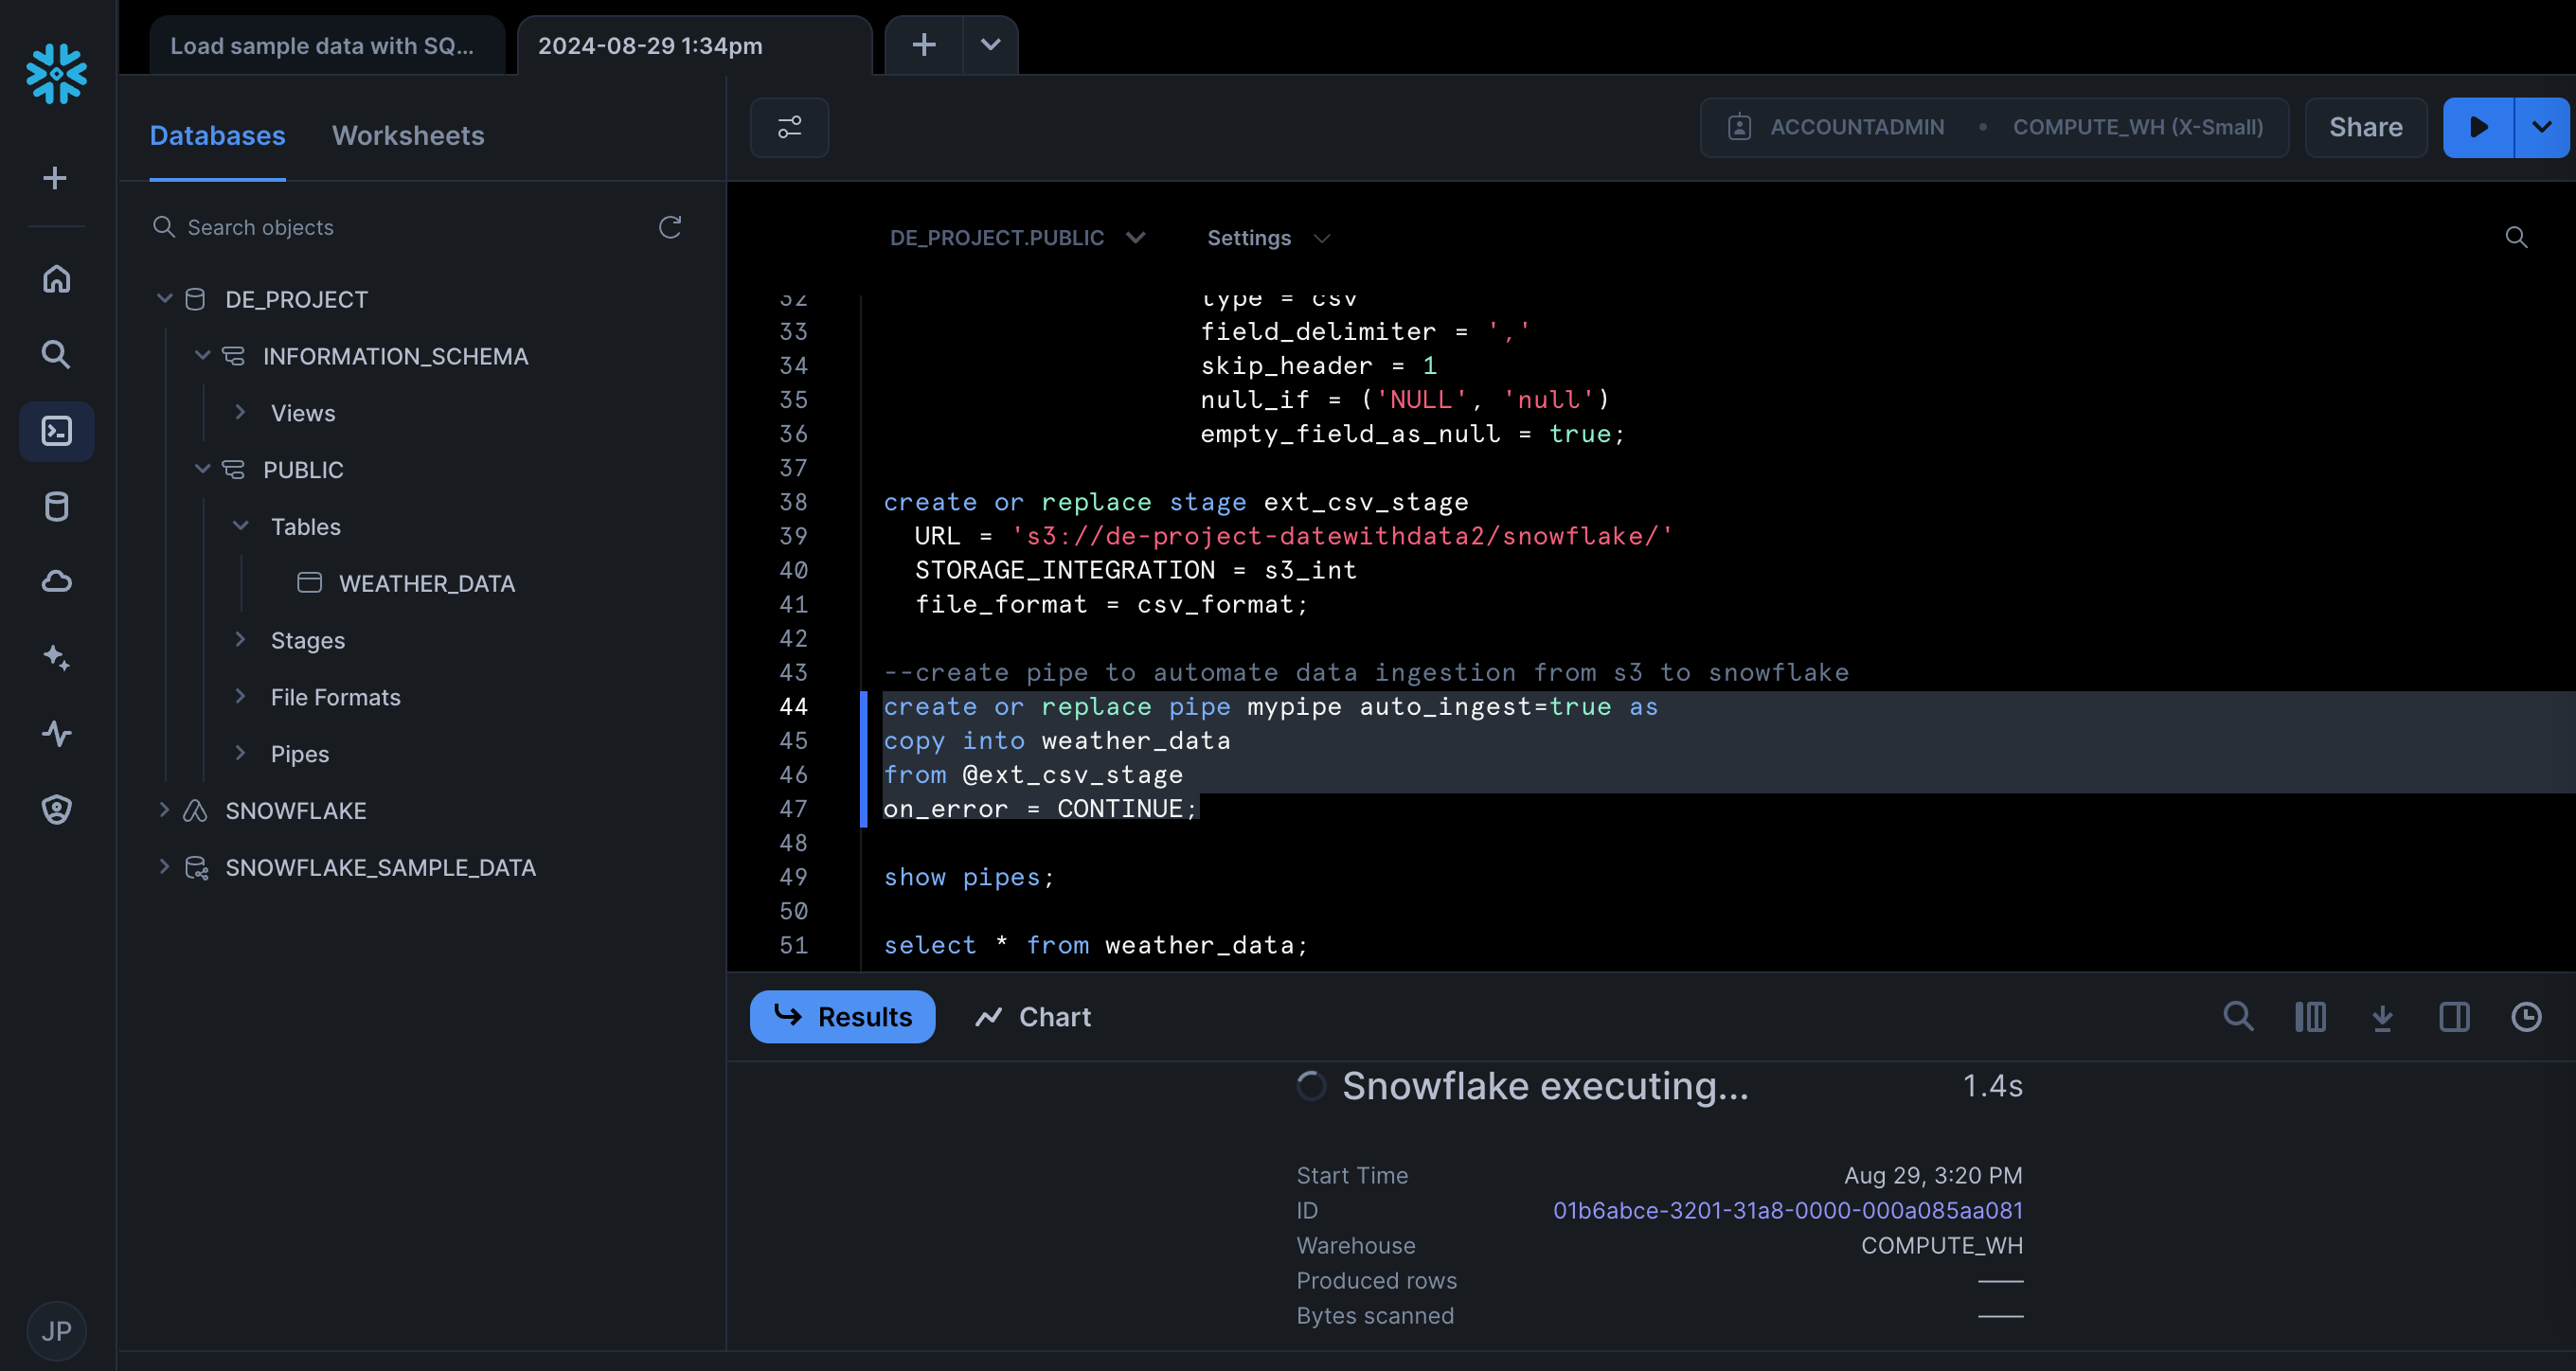 Load sample data with SQ...
2024-08-29 1:34pm
Databases
Worksheets
ACCOUNTADMIN • COMPUTE_WH (X-Small)
Share
Search objects
DE_PROJECT
INFORMATION_SCHEMA
Views
PUBLIC
Tables
WEATHER_DATA
Stages
File Formats
Pipes
SNOWFLAKE
SNOWFLAKE_SAMPLE_DATA
JP
DE_PROJECT.PUBLIC
Settings
32 type = csv
33 field_delimiter = ','
34 skip_header = 1
35 null_if = ('NULL', 'null')
36 empty_field_as_null = true;
37
38 create or replace stage ext_csv_stage
39 URL = 's3://de-project-datewithdata2/snowflake/'
40 STORAGE_INTEGRATION = s3_int
41 file_format = csv_format;
42
43 --create pipe to automate data ingestion from s3 to snowflake
44 create or replace pipe mypipe auto_ingest=true as
45 copy into weather_data
46 from @ext_csv_stage
47 on_error = CONTINUE;
48
49 show pipes;
50
51 select * from weather_data;
Results
Chart
Snowflake executing... 1.4s
Start Time Aug 29, 3:20 PM
ID 01b6abce-3201-31a8-0000-000a085aa081
Warehouse COMPUTE_WH
Produced rows
Bytes scanned